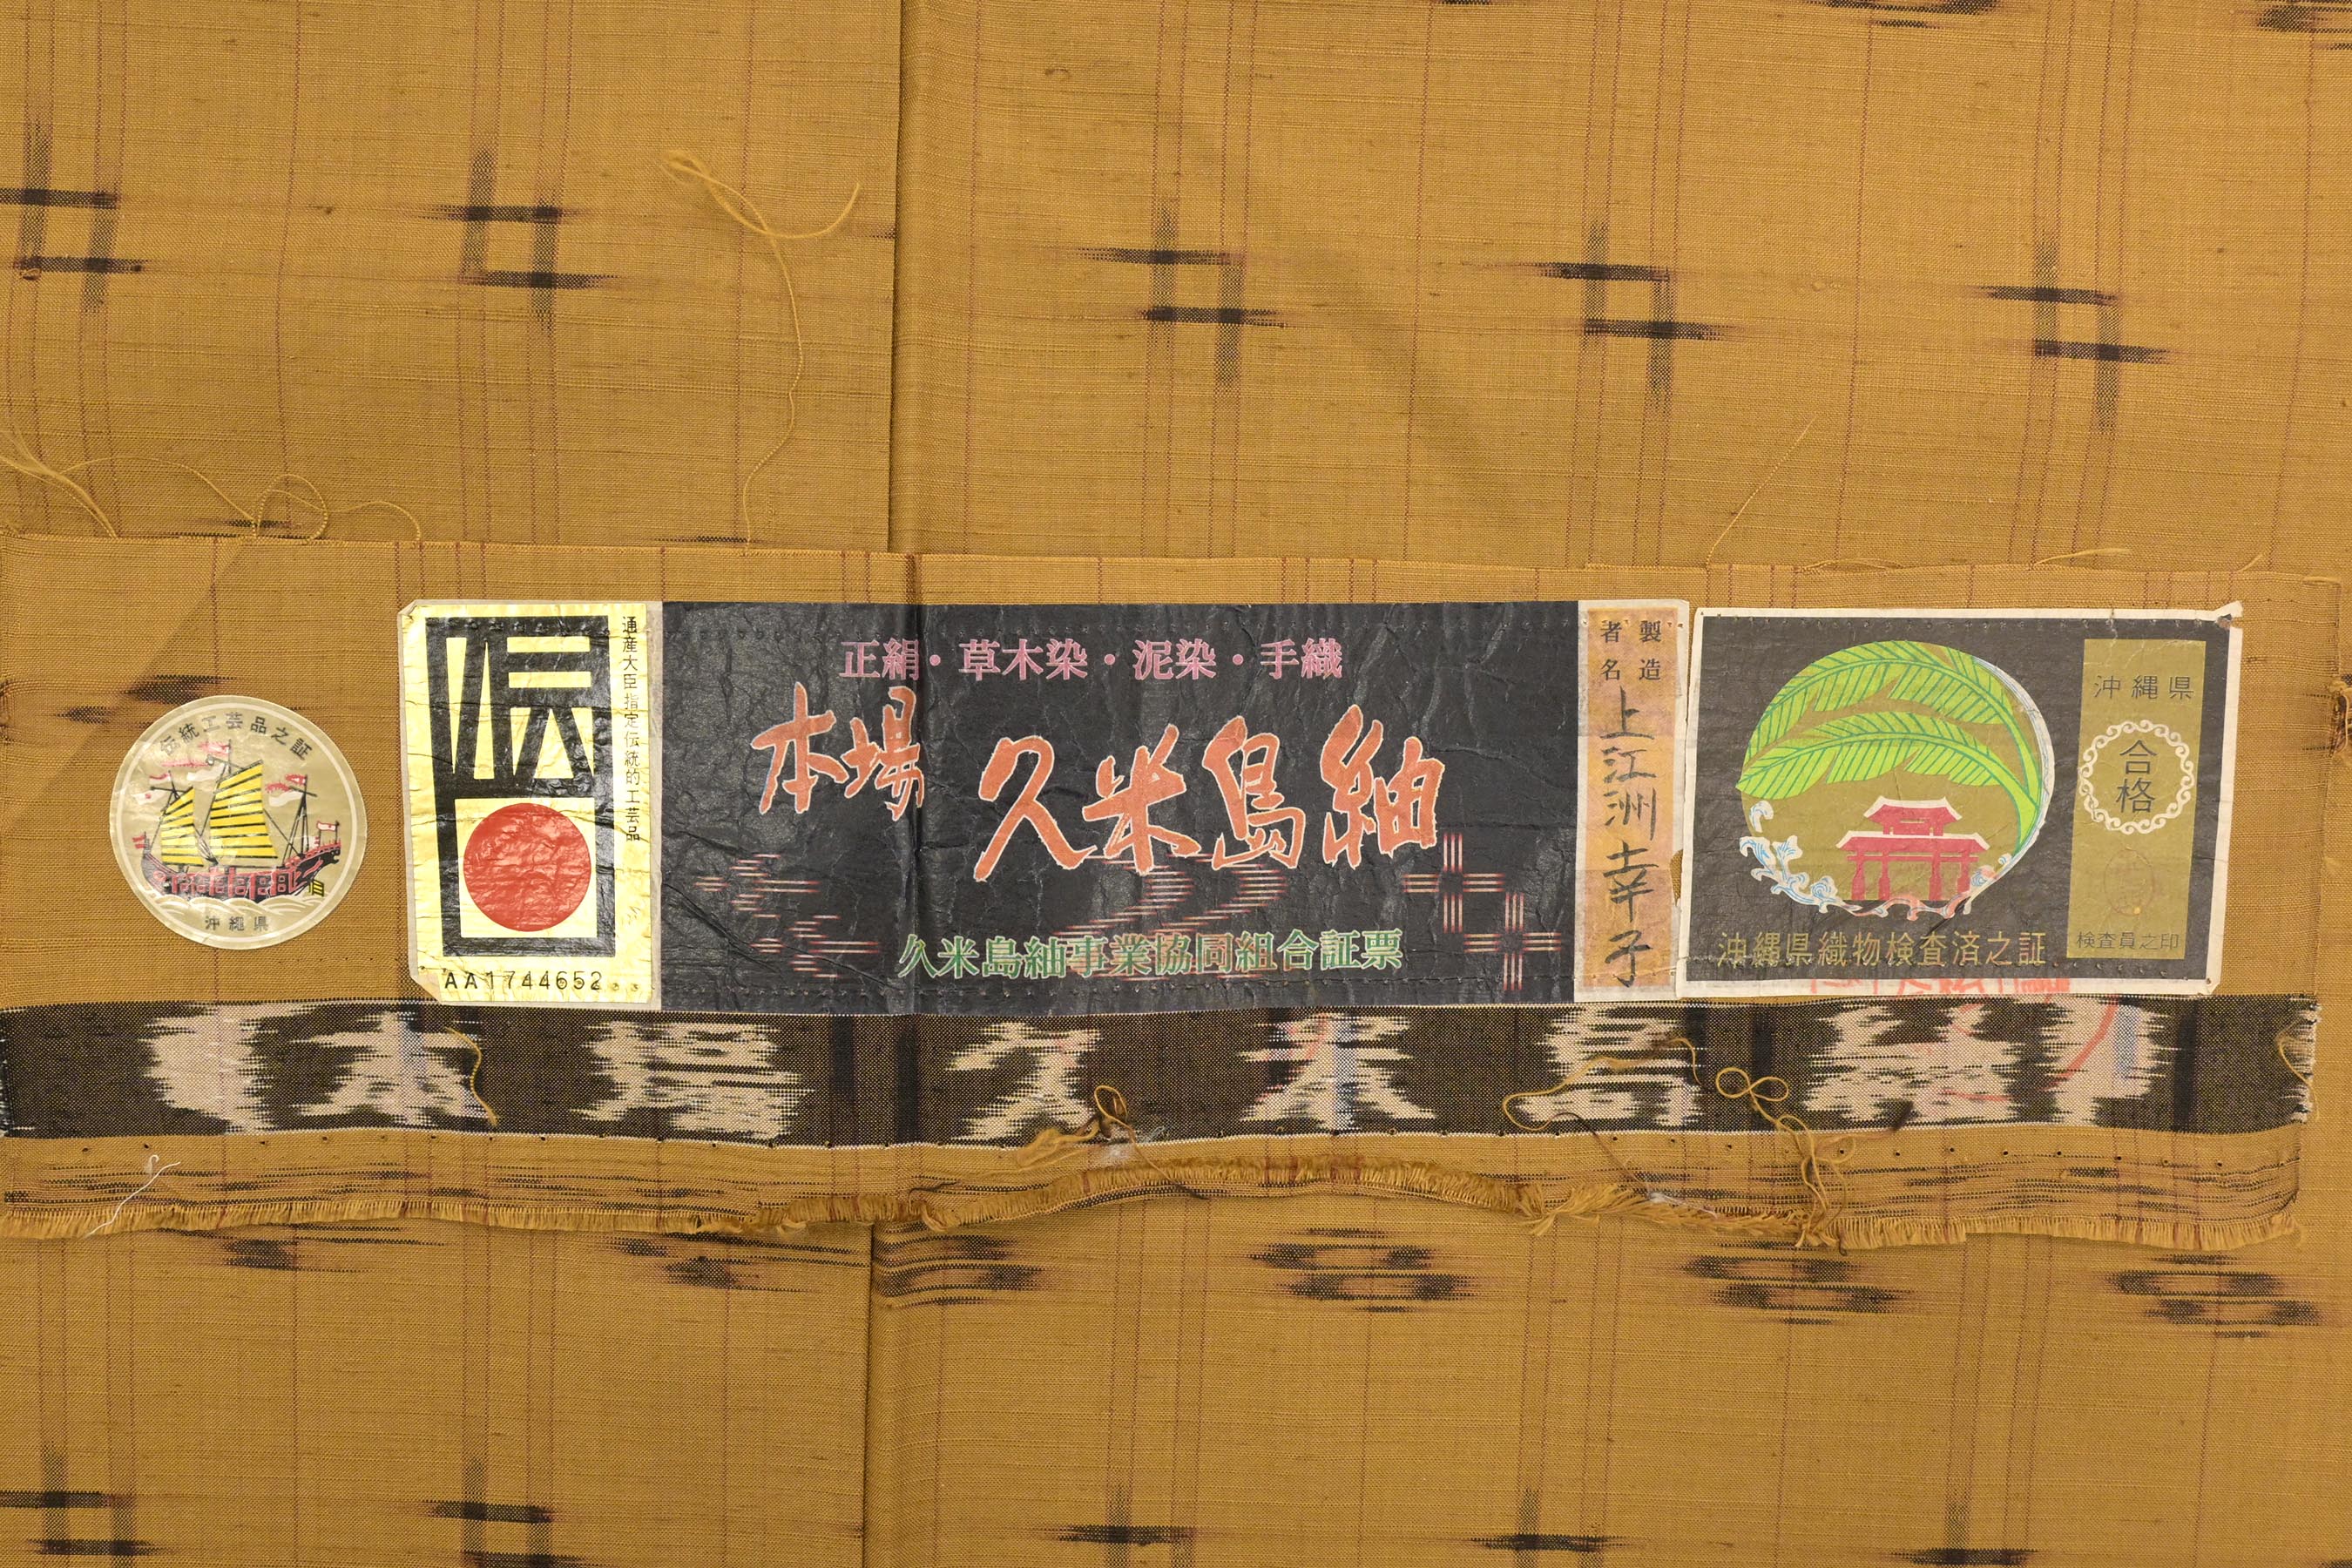 伝統工芸品之証
沖縄県
伝
通産大臣指定伝統的工芸品
AA1744652
正絹・草木染・泥染・手織
本場久米島紬
久米島紬事業協同組合証票
製造者名
上江洲幸子
沖縄県
合格
検査員之印
沖縄県織物検査済之証
「本場久米島紬」